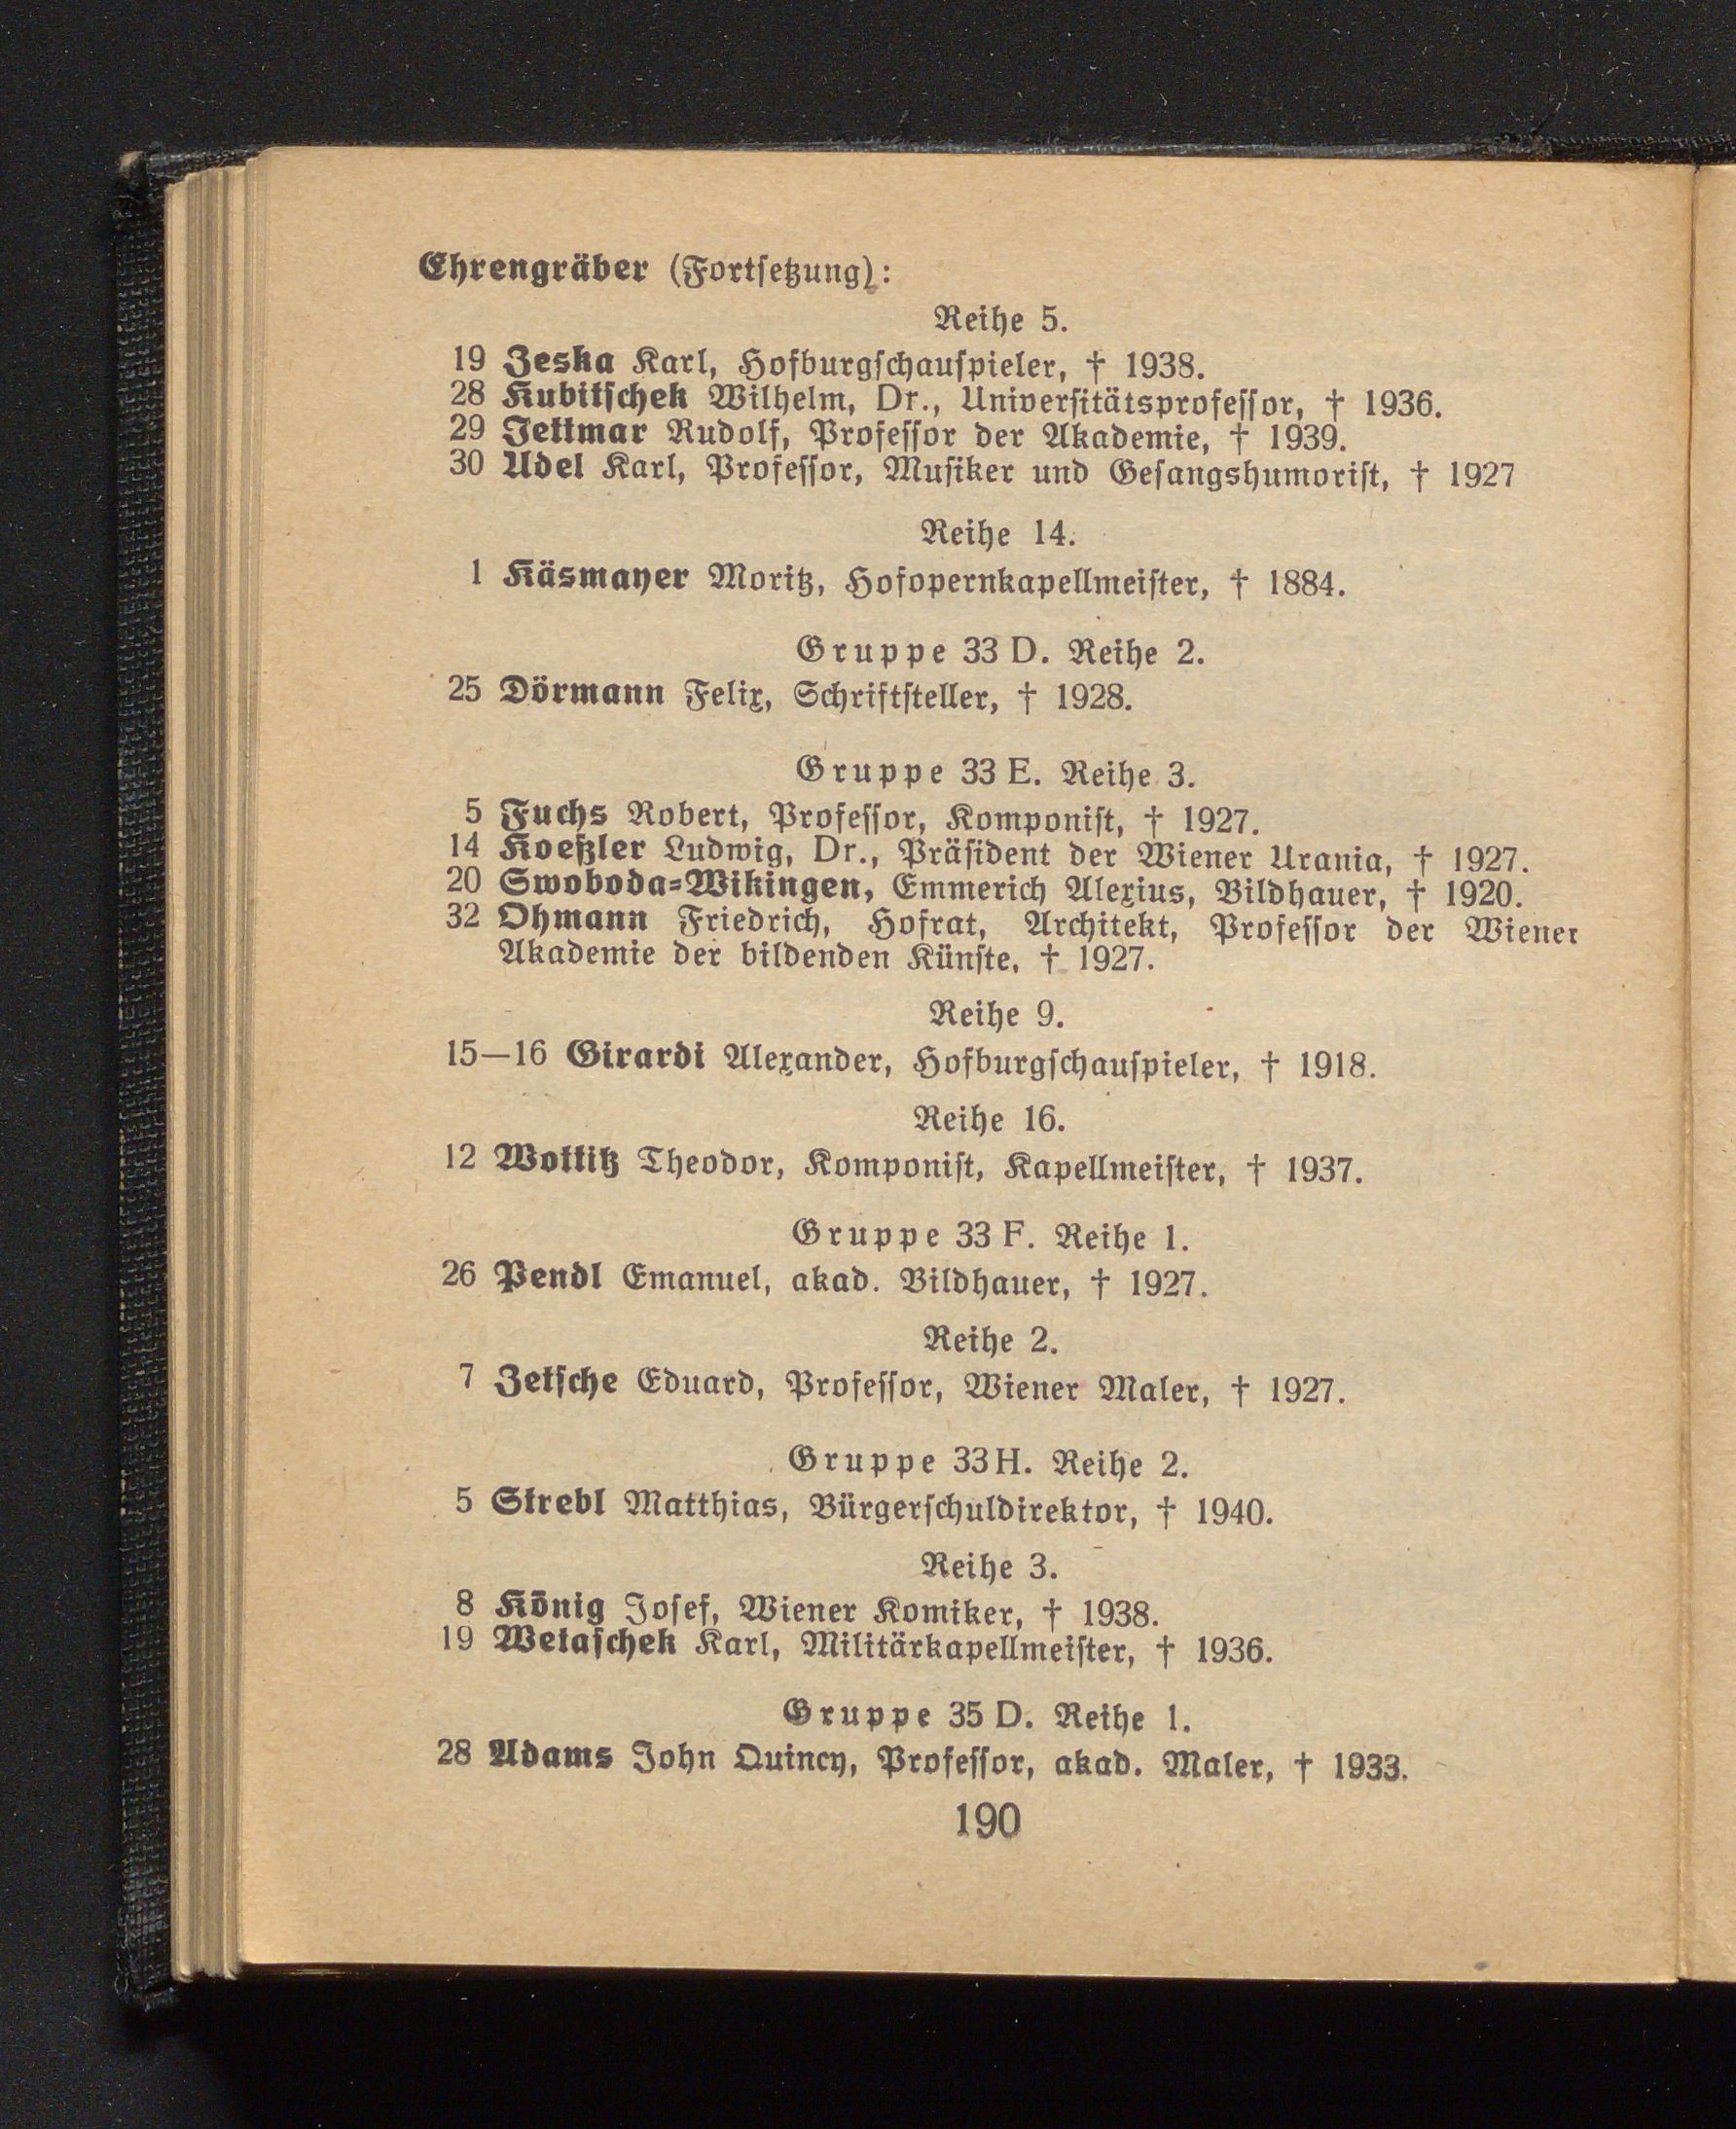 Ehrengräber (Fortsetzung):
Reihe 5.
19 Zeska Karl, Hofburgschauspieler, † 1938.
28 Kubitschek Wilhelm, Dr., Universitätsprofessor, † 1936.
29 Jettmar Rudolf, Professor der Akademie, † 1939.
30 Udel Karl, Professor, Musiker und Gesangshumorist, † 1927
Reihe 14.
1 Käsmayer Moritz, Hofopernkapellmeister, † 1884.
Gruppe 33 D. Reihe 2.
25 Dörmann Felix, Schriftsteller, † 1928.
Gruppe 33 E. Reihe 3.
5 Fuchs Robert, Professor, Komponist, † 1927.
14 Koeßler Ludwig, Dr., Präsident der Wiener Urania, † 1927.
20 Swoboda=Wikingen, Emmerich Alexius, Bildhauer, † 1920.
32 Ohmann Friedrich, Hofrat, Architekt, Professor der Wiener
Akademie der bildenden Künste, † 1927.
Reihe 9.
15—16 Girardi Alexander, Hofburgschauspieler, † 1918.
Reihe 16.
12 Wottitz Theodor, Komponist, Kapellmeister, † 1937.
Gruppe 33 F. Reihe 1.
26 Pendl Emanuel, akad. Bildhauer, † 1927.
Reihe 2.
7 Zetsche Eduard, Professor, Wiener Maler, † 1927.
Gruppe 33 H. Reihe 2.
5 Strebl Matthias, Bürgerschuldirektor, † 1940.
Reihe 3.
8 König Josef, Wiener Komiker, † 1938.
19 Wetaschek Karl, Militärkapellmeister, † 1936.
Gruppe 35 D. Reihe 1.
28 Adams John Quincy, Professor, akad. Maler, † 1933.
190